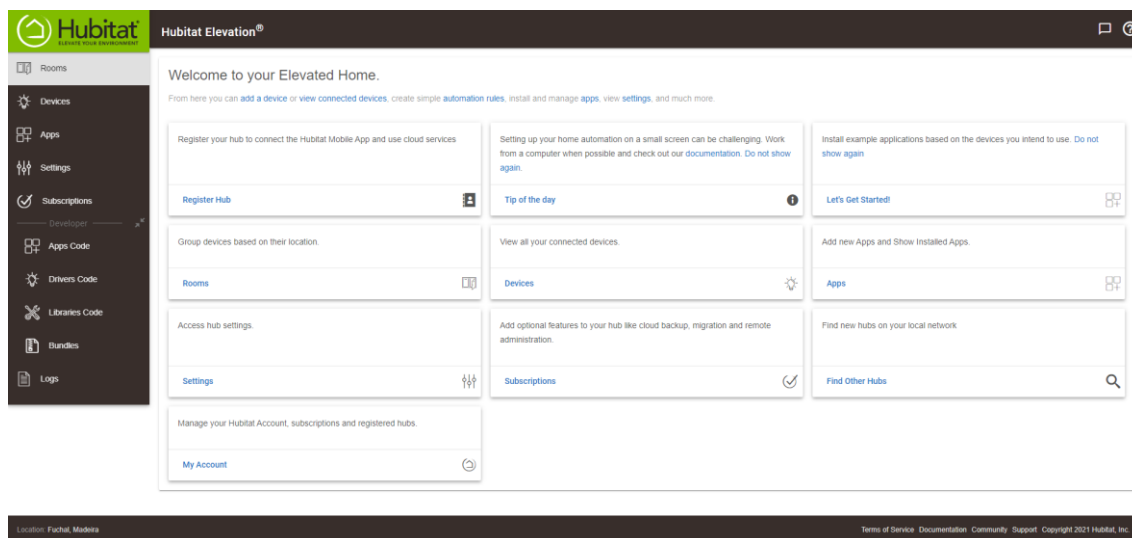 Hubitat
ELEVATE YOUR ENVIRONMENT
Hubitat Elevation®
Rooms
Devices
Apps
Settings
Subscriptions
Developer
Apps Code
Drivers Code
Libraries Code
Bundles
Logs
Welcome to your Elevated Home.
From here you can add a device or view connected devices, create simple automation rules, install and manage apps, view settings, and much more.
Register your hub to connect the Hubitat Mobile App and use cloud services
Register Hub
Setting up your home automation on a small screen can be challenging. Work
from a computer when possible and check out our documentation. Do not show
again.
Tip of the day
Install example applications based on the devices you intend to use. Do not
show again
Let's Get Started!
Group devices based on their location.
Rooms
View all your connected devices.
Devices
Add new Apps and Show Installed Apps.
Apps
Access hub settings.
Settings
Add optional features to your hub like cloud backup, migration and remote
administration.
Subscriptions
Find new hubs on your local network
Find Other Hubs
Manage your Hubitat Account, subscriptions and registered hubs.
My Account
Location: Fuchal, Madeira
Terms of Service Documentation Community Support Copyright 2021 Hubitat, Inc.